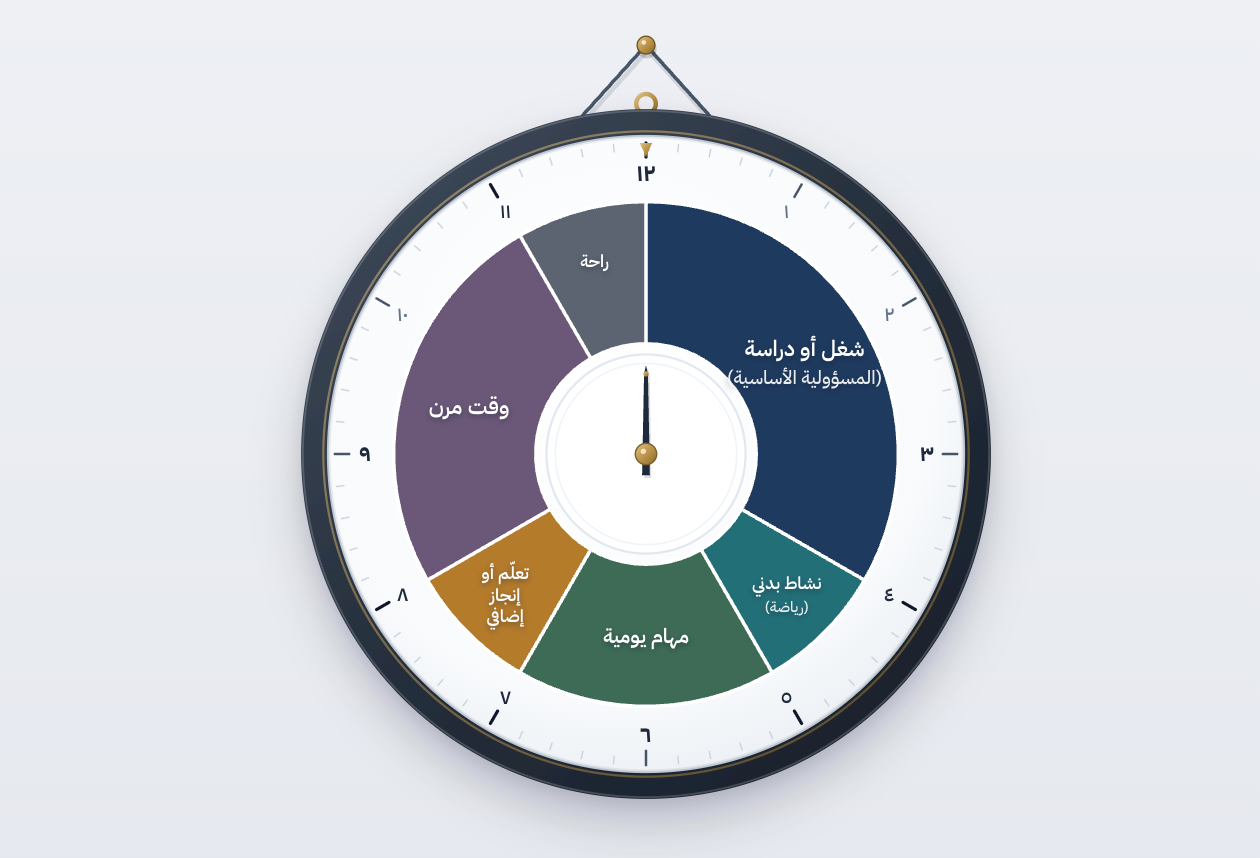 ١٢
١
٢
٣
٤
٥
٦
٧
٨
٩
١٠
١١
شغل أو دراسة
(المسؤولية الأساسية)
نشاط بدني
(رياضة)
مهام يومية
تعلّم أو
إنجاز
إضافي
وقت مرن
راحة